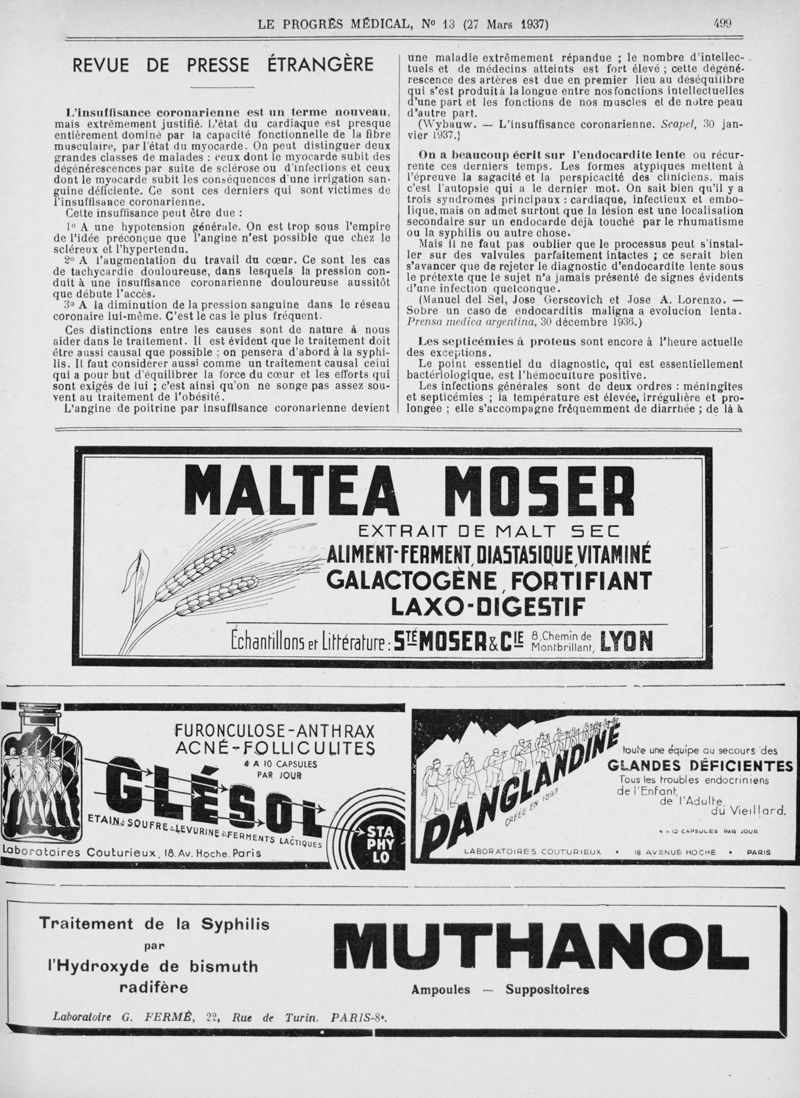 LE PROGRÈS MÉDICAL, Nº 13 (27 Mars 1937)
499
REVUE DE PRESSE ÉTRANGÈRE
L'insuffisance coronarienne est un terme nouveau,
mais extrêmement justifié. L'état du cardiaque est presque
entièrement dominé par la capacité fonctionnelle de la fibre
musculaire, par l'état du myocarde. On peut distinguer deux
grandes classes de malades : ceux dont le myocarde subit des
dégénérescences par suite de sclérose ou d'infections et ceux
dont le myocarde subit les conséquences d'une irrigation san-
guine déficiente. Ce sont ces derniers qui sont victimes de
l'insuffisance coronarienne.
Cette insuffisance peut être due :
1º A une hypotension générale. On est trop sous l'empire
de l'idée préconçue que l'angine n'est possible que chez le
scléreux et l'hypertendu.
2º A l'augmentation du travail du cœur. Ce sont les cas
de tachycardie douloureuse, dans lesquels la pression con-
duit à une insuffisance coronarienne douloureuse aussitôt
que débute l'accès.
3º A la diminution de la pression sanguine dans le réseau
coronaire lui-même. C'est le cas le plus fréquent.
Ces distinctions entre les causes sont de nature à nous
aider dans le traitement. Il est évident que le traitement doit
être aussi causal que possible ; on pensera d'abord à la syphi-
lis. Il faut considérer aussi comme un traitement causal celui
qui a pour but d'équilibrer la force du cœur et les efforts qui
sont exigés de lui ; c'est ainsi qu'on ne songe pas assez sou-
vent au traitement de l'obésité.
L'angine de poitrine par insuffisance coronarienne devient
une maladie extrêmement répandue ; le nombre d'intellec-
tuels et de médecins atteints est fort élevé ; cette dégéné-
rescence des artères est due en premier lieu au déséquilibre
qui s'est produit à la longue entre nos fonctions intellectuelles
d'une part et les fonctions de nos muscles et de notre peau
d'autre part.
(Wybauw. — L'insuffisance coronarienne. Scapel, 30 jan-
vier 1937.)
On a beaucoup écrit sur l'endocardite lente ou récur-
rente ces derniers temps. Les formes atypiques mettent à
l'épreuve la sagacité et la perspicacité des cliniciens, mais
c'est l'autopsie qui a le dernier mot. On sait bien qu'il y a
trois syndromes principaux : cardiaque, infectieux et embo-
lique, mais on admet surtout que la lésion est une localisation
secondaire sur un endocarde déjà touché par le rhumatisme
ou la syphilis ou autre chose.
Mais il ne faut pas oublier que le processus peut s'instal-
ler sur des valvules parfaitement intactes ; ce serait bien
s'avancer que de rejeter le diagnostic d'endocardite lente sous
le prétexte que le sujet n'a jamais présenté de signes évidents
d'une infection quelconque.
(Manuel del Sel, Jose Gerscovich et Jose A. Lorenzo. —
Sobre un caso de endocarditis maligna a evolucion lenta.
Prensa medica argentina, 30 décembre 1936.)
Les septicémies à proteus sont encore à l'heure actuelle
des exceptions.
Le point essentiel du diagnostic, qui est essentiellement
bactériologique, est l'hémoculture positive.
Les infections générales sont de deux ordres : méningites
et septicémies ; la température est élevée, irrégulière et pro-
longée ; elle s'accompagne fréquemment de diarrhée ; de là à
MALTEA MOSER
EXTRAIT DE MALT SEC
ALIMENT-FERMENT, DIASTASIQUE, VITAMINÉ
GALACTOGÈNE, FORTIFIANT
LAXO-DIGESTIF
Échantillons et Littérature : STÉ MOSER & CIE 8, Chemin de Montbrillant, LYON
FURONCULOSE-ANTHRAX
ACNÉ-FOLLICULITES
4 A 10 CAPSULES
PAR JOUR
GLÉSOL
ETAIN & SOUFRE & LEVURINE & FERMENTS LACTIQUES
STA
PHY
LO
Laboratoires Couturieux, 18, Av. Hoche, Paris
PANGLANDINE
CRÉÉE EN 1897
toute une équipe au secours des
GLANDES DÉFICIENTES
Tous les troubles endocriniens
de l'Enfant,
de l'Adulte,
du Vieillard.
4 à 10 CAPSULES PAR JOUR
LABORATOIRES COUTURIEUX • 18 AVENUE HOCHE • PARIS
Traitement de la Syphilis
par
l'Hydroxyde de bismuth
radifère
MUTHANOL
Ampoules — Suppositoires
Laboratoire G. FERMÉ, 22, Rue de Turin. PARIS-8e.